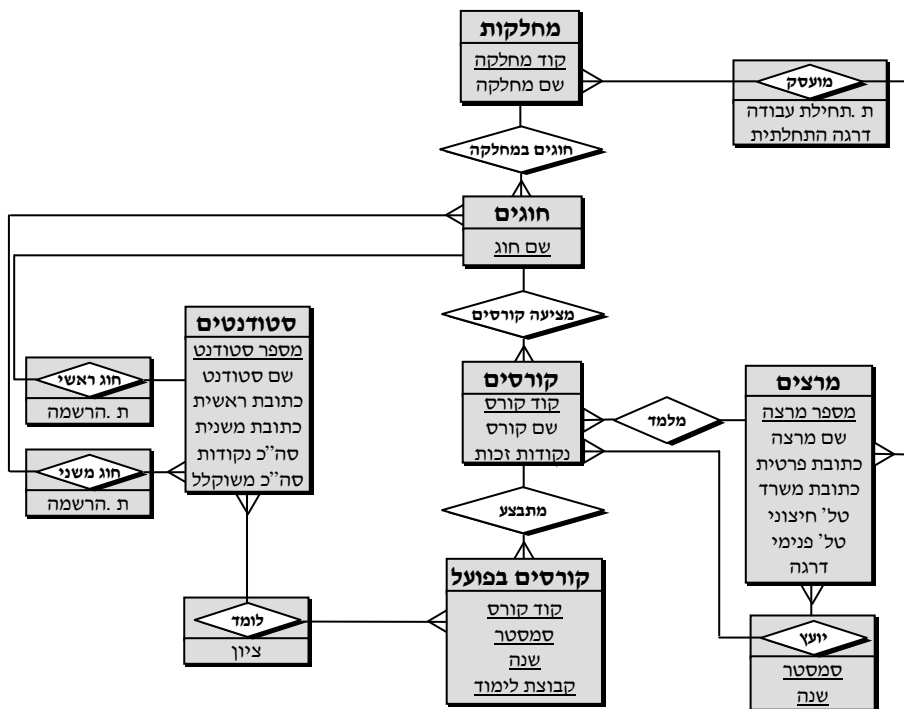 מחלקות
קוד מחלקה
שם מחלקה
מועסק
ת .תחילת עבודה
דרגה התחלתית
חוגים במחלקה
חוגים
שם חוג
מציעה קורסים
סטודנטים
מספר סטודנט
שם סטודנט
כתובת ראשית
כתובת משנית
סה"כ נקודות
סה"כ משוקלל
חוג ראשי
ת .הרשמה
חוג משני
ת .הרשמה
קורסים
קוד קורס
שם קורס
נקודות זכות
מלמד
מרצים
מספר מרצה
שם מרצה
כתובת פרטית
כתובת משרד
טל' חיצוני
טל' פנימי
דרגה
מתבצע
קורסים בפועל
קוד קורס
סמסטר
שנה
קבוצת לימוד
לומד
ציון
יועץ
סמסטר
שנה